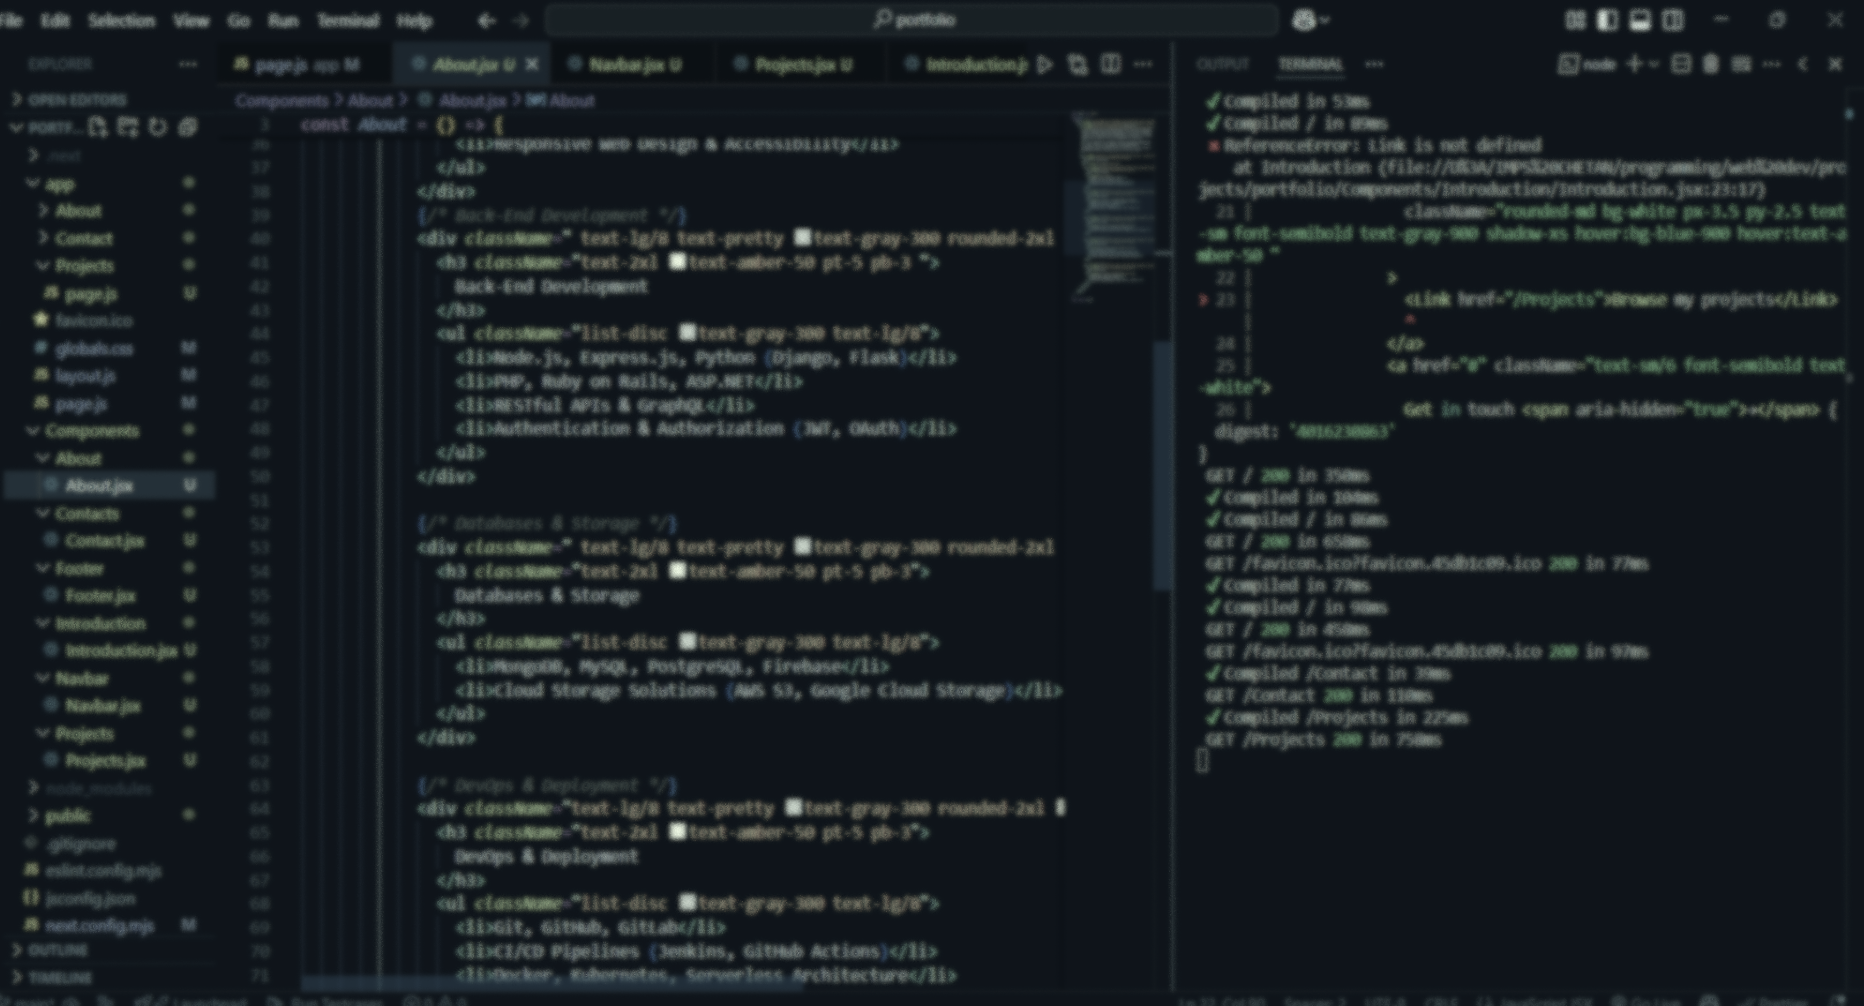 File Edit Selection View Go Run Terminal Help
portfolio
EXPLORER
OPEN EDITORS
PORTF...
.next
app
About
Contact
Projects
page.js U
favicon.ico
globals.css M
layout.js M
page.js M
Components
About
About.jsx U
Contacts
Contact.jsx U
Footer
Footer.jsx U
Introduction
Introduction.jsx U
Navbar
Navbar.jsx U
Projects
Projects.jsx U
node_modules
public
.gitignore
eslint.config.mjs
jsconfig.json
next.config.mjs M
OUTLINE
TIMELINE
page.js app M
About.jsx U
Navbar.jsx U
Projects.jsx U
Introduction.js
Components > About > About.jsx > About
3 const About = () => {
36 <li>Responsive Web Design & Accessibility</li>
37 </ul>
38 </div>
39 {/* Back-End Development */}
40 <div className=" text-lg/8 text-pretty text-gray-300 rounded-2xl
41 <h3 className="text-2xl text-amber-50 pt-5 pb-3 ">
42 Back-End Development
43 </h3>
44 <ul className="list-disc text-gray-300 text-lg/8">
45 <li>Node.js, Express.js, Python (Django, Flask)</li>
46 <li>PHP, Ruby on Rails, ASP.NET</li>
47 <li>RESTful APIs & GraphQL</li>
48 <li>Authentication & Authorization (JWT, OAuth)</li>
49 </ul>
50 </div>
51
52 {/* Databases & Storage */}
53 <div className=" text-lg/8 text-pretty text-gray-300 rounded-2xl
54 <h3 className="text-2xl text-amber-50 pt-5 pb-3">
55 Databases & Storage
56 </h3>
57 <ul className="list-disc text-gray-300 text-lg/8">
58 <li>MongoDB, MySQL, PostgreSQL, Firebase</li>
59 <li>Cloud Storage Solutions (AWS S3, Google Cloud Storage)</li>
60 </ul>
61 </div>
62
63 {/* DevOps & Deployment */}
64 <div className="text-lg/8 text-pretty text-gray-300 rounded-2xl
65 <h3 className="text-2xl text-amber-50 pt-5 pb-3">
66 DevOps & Deployment
67 </h3>
68 <ul className="list-disc text-gray-300 text-lg/8">
69 <li>Git, GitHub, GitLab</li>
70 <li>CI/CD Pipelines (Jenkins, GitHub Actions)</li>
71 <li>Docker, Kubernetes, Serverless Architecture</li>
OUTPUT TERMINAL
node
✓ Compiled in 53ms
✓ Compiled / in 89ms
ReferenceError: Link is not defined
at Introduction (file://D%3A/IMPS%20CHETAN/programming/web%20dev/pro
jects/portfolio/Components/Introduction/Introduction.jsx:23:17)
21 | className="rounded-md bg-white px-3.5 py-2.5 text
-sm font-semibold text-gray-900 shadow-xs hover:bg-blue-900 hover:text-a
mber-50 "
22 | >
> 23 | <Link href="/Projects">Browse my projects</Link>
| ^
24 | </a>
25 | <a href="#" className="text-sm/6 font-semibold text
-white">
26 | Get in touch <span aria-hidden="true">→</span> {
digest: '4016230863'
}
GET / 200 in 350ms
✓ Compiled in 104ms
✓ Compiled / in 86ms
GET / 200 in 658ms
GET /favicon.ico?favicon.45db1c09.ico 200 in 77ms
✓ Compiled in 77ms
✓ Compiled / in 98ms
GET / 200 in 450ms
GET /favicon.ico?favicon.45db1c09.ico 200 in 97ms
✓ Compiled /Contact in 39ms
GET /Contact 200 in 110ms
✓ Compiled /Projects in 225ms
GET /Projects 200 in 758ms